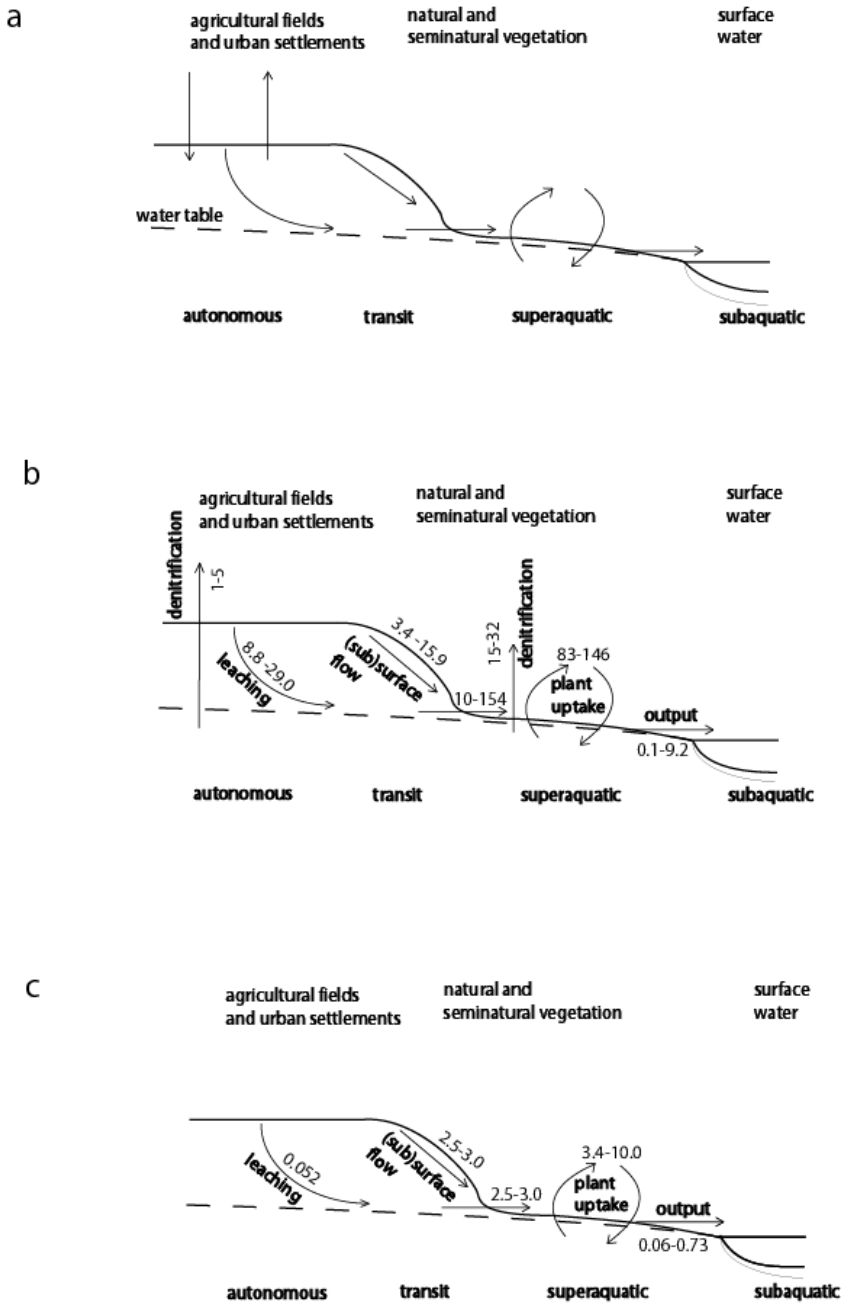 a
agricultural fields
and urban settlements
natural and
seminatural vegetation
surface
water
water table
autonomous
transit
superaquatic
subaquatic
b
agricultural fields
and urban settlements
natural and
seminatural vegetation
surface
water
denitrification
1-5
8.8-29.0
leaching
3.4 -15.9
(sub)surface
flow
10-154
15-32
denitrification
83-146
plant
uptake
output
0.1-9.2
autonomous
transit
superaquatic
subaquatic
c
agricultural fields
and urban settlements
natural and
seminatural vegetation
surface
water
0.052
leaching
2.5-3.0
(sub)surface
flow
2.5-3.0
3.4-10.0
plant
uptake
output
0.06-0.73
autonomous
transit
superaquatic
subaquatic